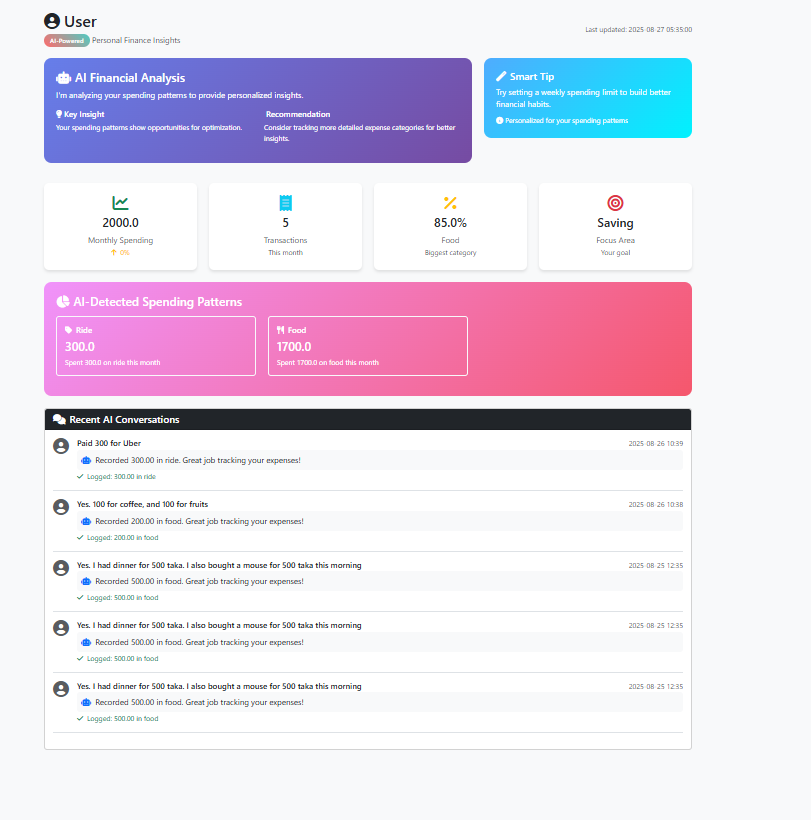 User
Last updated: 2025-08-27 05:35:00
AI-Powered Personal Finance Insights
AI Financial Analysis
I'm analyzing your spending patterns to provide personalized insights.
Key Insight
Your spending patterns show opportunities for optimization.
Recommendation
Consider tracking more detailed expense categories for better
insights.
Smart Tip
Try setting a weekly spending limit to build better
financial habits.
Personalized for your spending patterns
2000.0
Monthly Spending
↑ 0%
5
Transactions
This month
85.0%
Food
Biggest category
Saving
Focus Area
Your goal
AI-Detected Spending Patterns
Ride
300.0
Spent 300.0 on ride this month
Food
1700.0
Spent 1700.0 on food this month
Recent AI Conversations
Paid 300 for Uber
2025-08-26 10:39
Recorded 300.00 in ride. Great job tracking your expenses!
Logged: 300.00 in ride
Yes. 100 for coffee, and 100 for fruits
2025-08-26 10:38
Recorded 200.00 in food. Great job tracking your expenses!
Logged: 200.00 in food
Yes. I had dinner for 500 taka. I also bought a mouse for 500 taka this morning
2025-08-25 12:35
Recorded 500.00 in food. Great job tracking your expenses!
Logged: 500.00 in food
Yes. I had dinner for 500 taka. I also bought a mouse for 500 taka this morning
2025-08-25 12:35
Recorded 500.00 in food. Great job tracking your expenses!
Logged: 500.00 in food
Yes. I had dinner for 500 taka. I also bought a mouse for 500 taka this morning
2025-08-25 12:35
Recorded 500.00 in food. Great job tracking your expenses!
Logged: 500.00 in food